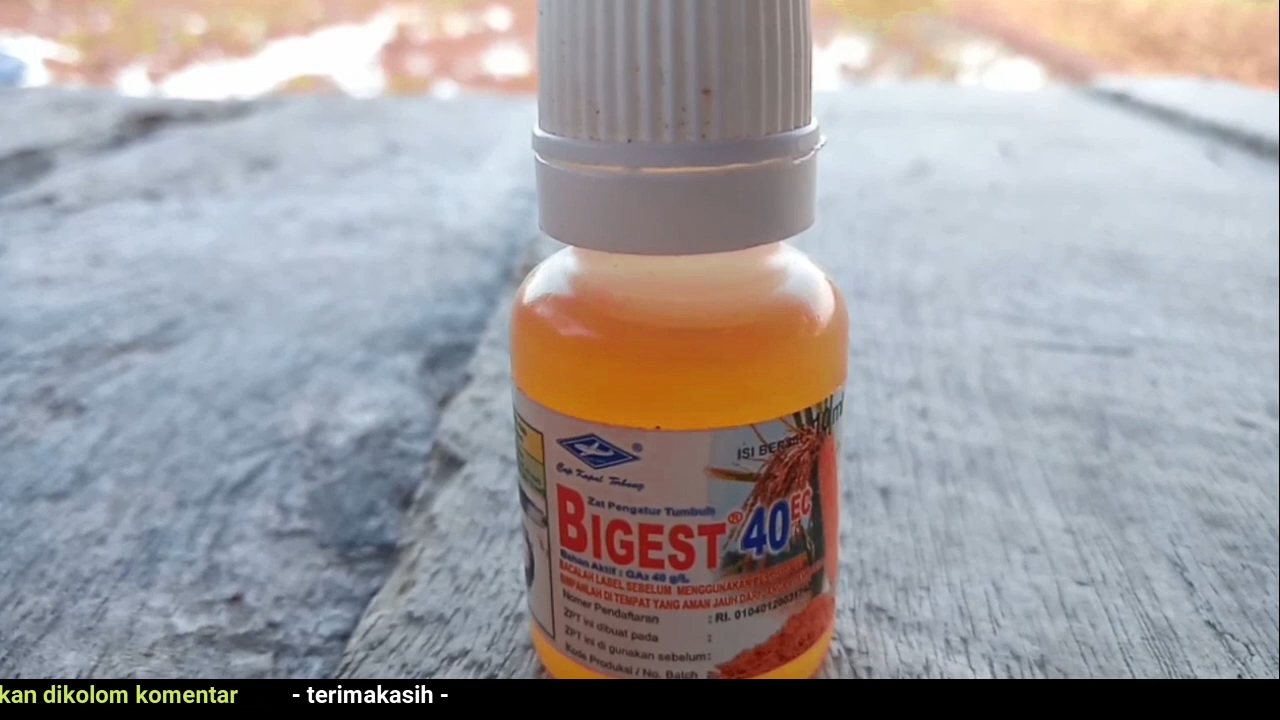 10 ml
ISI BERSIH
Cap Kapal Terbang
Zat Pengatur Tumbuh
BIGEST® 40 EC
Bahan Aktif : GA3 40 g/L
BACALAH LABEL SEBELUM MENGGUNAKAN
SIMPANLAH DI TEMPAT YANG AMAN JAUH DARI
Nomor Pendaftaran : RI.
ZPT ini dibuat pada :
ZPT ini di gunakan sebelum :
Kode Produksi / No. Batch
kan dikolom komentar - terimakasih -